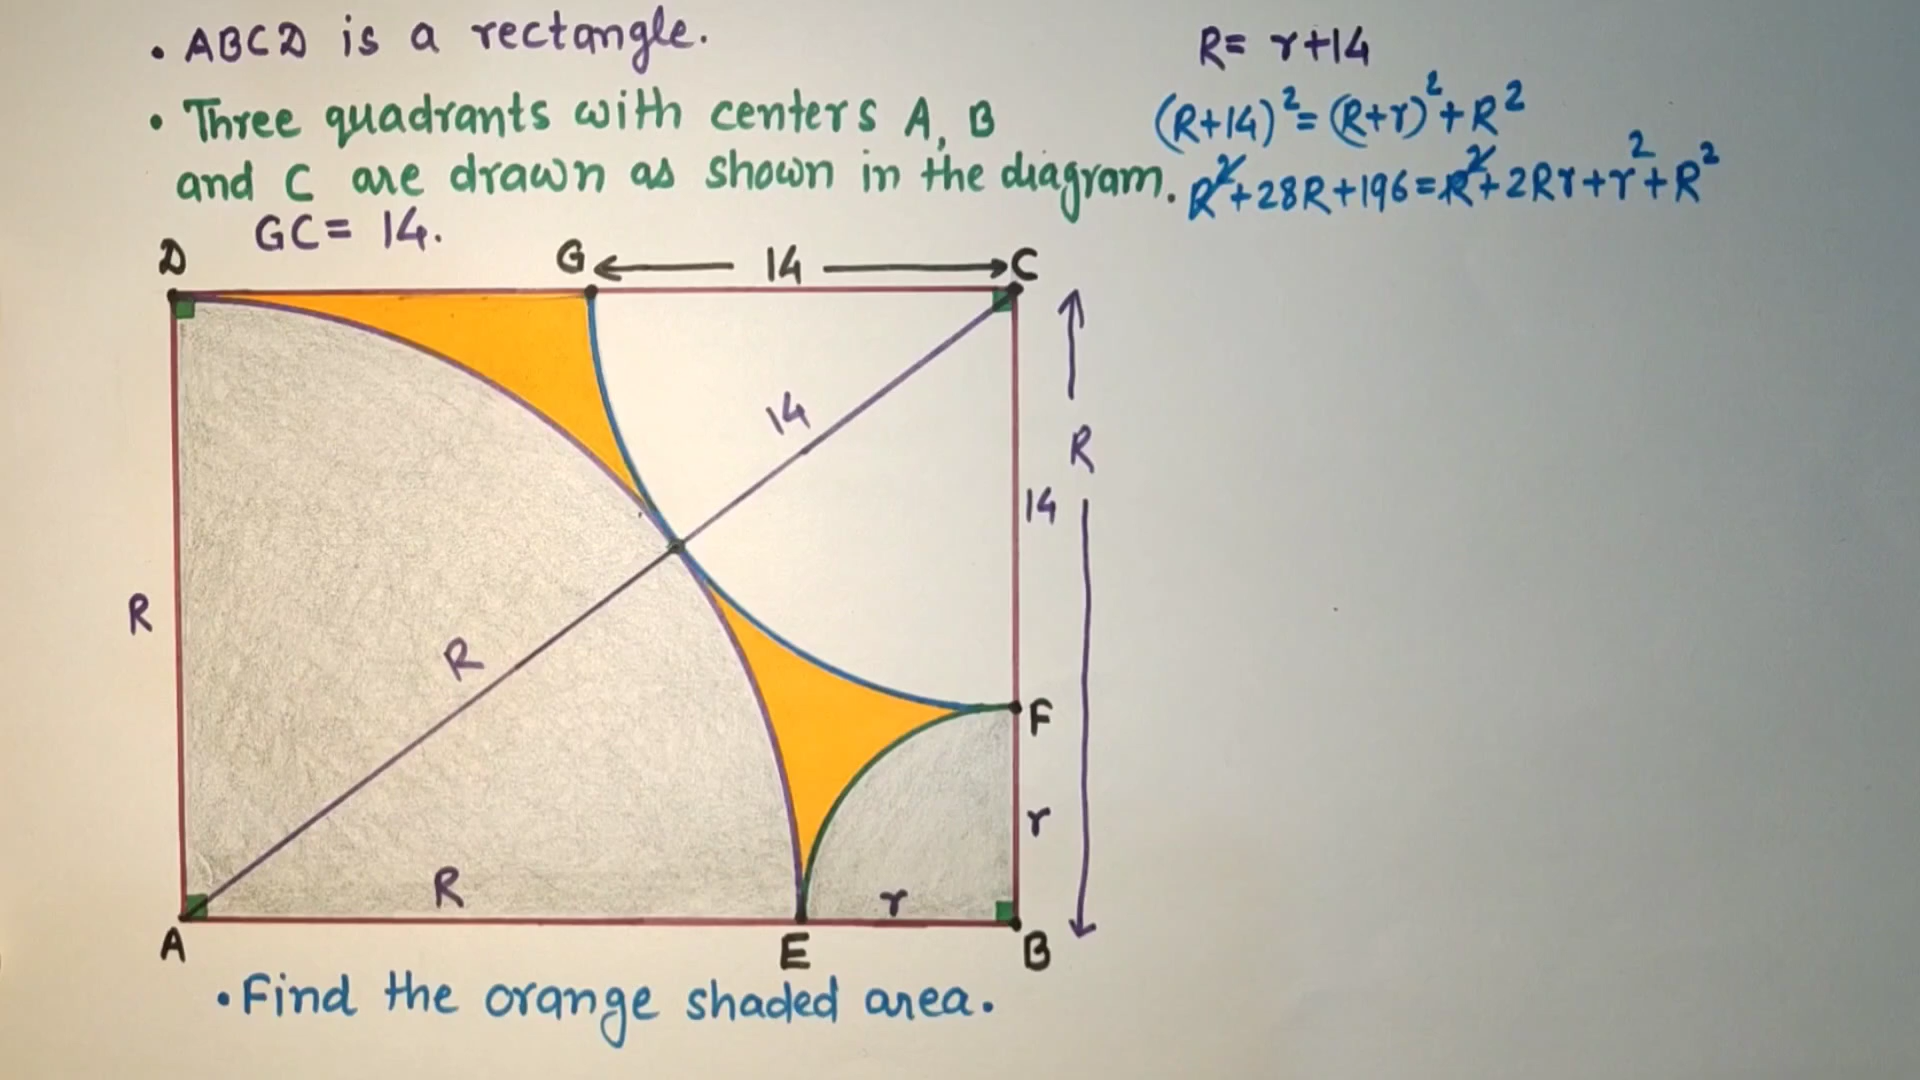 • ABCD is a rectangle.
• Three quadrants with centers A, B
and C are drawn as shown in the diagram.
GC = 14.
R = r+14
(R+14)² = (R+r)² + R²
R² + 28R + 196 = R² + 2Rr + r² + R²
D
G
14
C
14
R
14
R
R
F
r
R
r
A
E
B
• Find the orange shaded area.